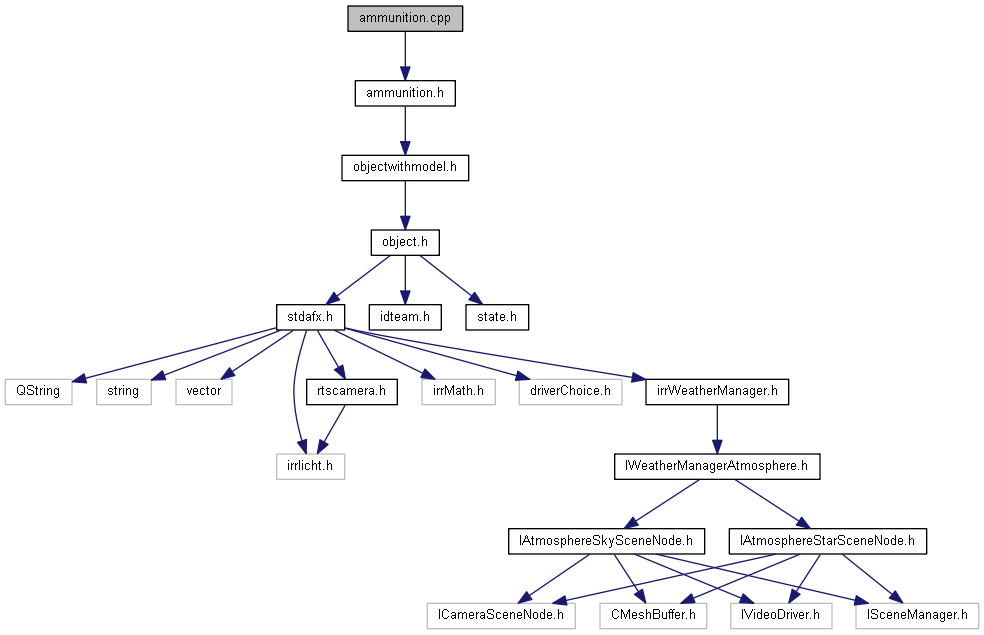 ammunition.cpp
ammunition.h
objectwithmodel.h
object.h
stdafx.h
idteam.h
state.h
QString
string
vector
rtscamera.h
irrMath.h
driverChoice.h
irrWeatherManager.h
irrlicht.h
IWeatherManagerAtmosphere.h
IAtmosphereSkySceneNode.h
IAtmosphereStarSceneNode.h
ICameraSceneNode.h
CMeshBuffer.h
IVideoDriver.h
ISceneManager.h